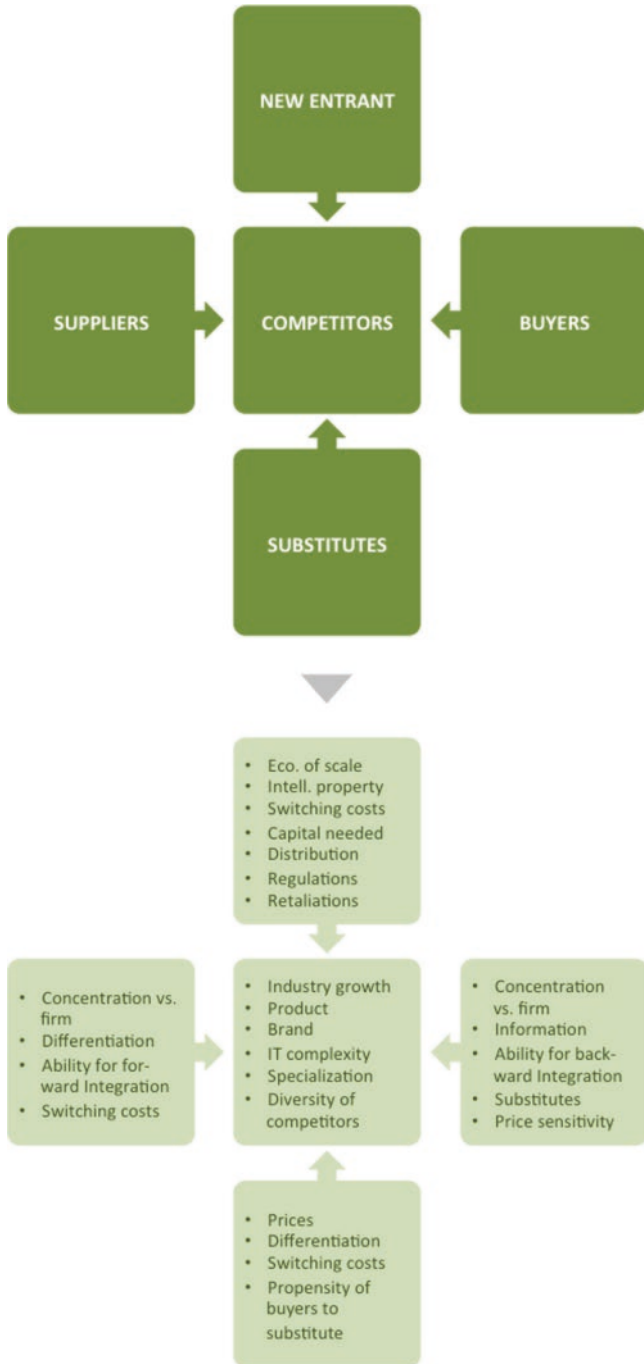 NEW ENTRANT
SUPPLIERS
COMPETITORS
BUYERS
SUBSTITUTES
• Eco. of scale
• Intell. property
• Switching costs
• Capital needed
• Distribution
• Regulations
• Retaliations
• Concentration vs.
firm
• Differentiation
• Ability for for-
ward Integration
• Switching costs
• Industry growth
• Product
• Brand
• IT complexity
• Specialization
• Diversity of
competitors
• Concentration
vs. firm
• Information
• Ability for back-
ward Integration
• Substitutes
• Price sensitivity
• Prices
• Differentiation
• Switching costs
• Propensity of
buyers to
substitute